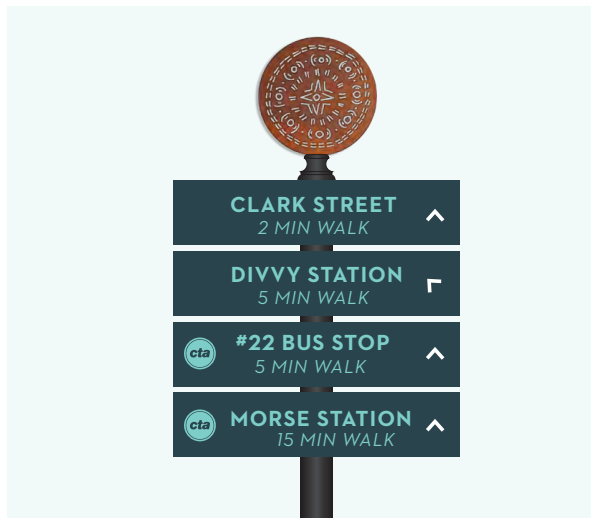 CLARK STREET
2 MIN WALK
DIVVY STATION
5 MIN WALK
cta
#22 BUS STOP
5 MIN WALK
cta
MORSE STATION
15 MIN WALK